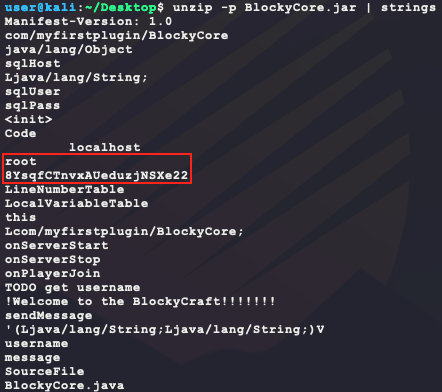 user@kali:~/Desktop$ unzip -p BlockyCore.jar | strings
Manifest-Version: 1.0
com/myfirstplugin/BlockyCore
java/lang/Object
sqlHost
Ljava/lang/String;
sqlUser
sqlPass
<init>
Code
localhost
root
8YsqfCTnvxAUeduzjNSXe22
LineNumberTable
LocalVariableTable
this
Lcom/myfirstplugin/BlockyCore;
onServerStart
onServerStop
onPlayerJoin
TODO get username
!Welcome to the BlockyCraft!!!!!!!
sendMessage
'(Ljava/lang/String;Ljava/lang/String;)V
username
message
SourceFile
BlockyCore.java